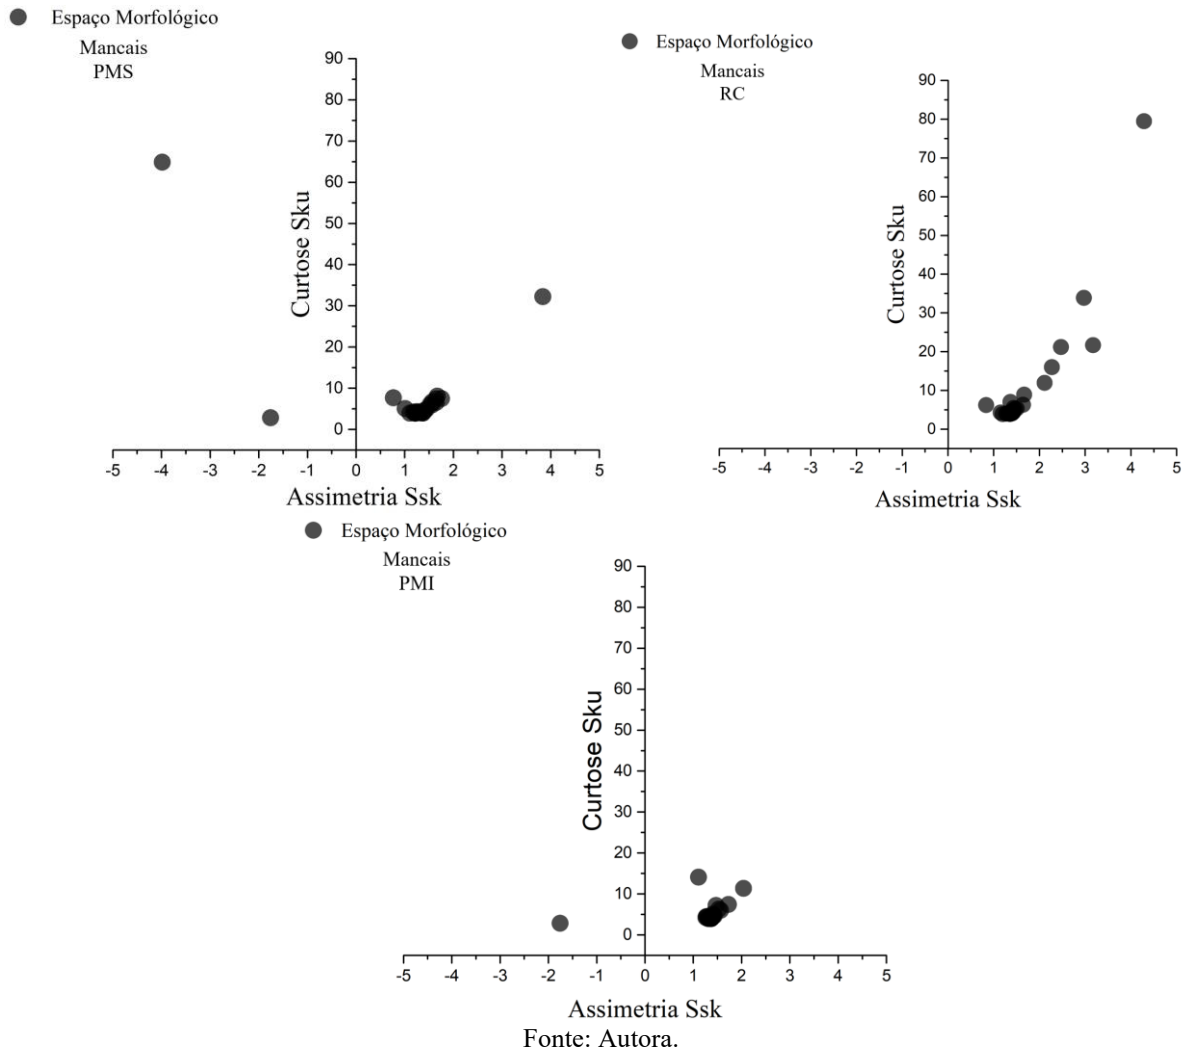 Espaço Morfológico
Mancais
PMS
90
80
70
60
50
40
30
20
10
0
Curtose Sku
-5 -4 -3 -2 -1 0 1 2 3 4 5
Assimetria Ssk
Espaço Morfológico
Mancais
RC
90
80
70
60
50
40
30
20
10
0
Curtose Sku
-5 -4 -3 -2 -1 0 1 2 3 4 5
Assimetria Ssk
Espaço Morfológico
Mancais
PMI
90
80
70
60
50
40
30
20
10
0
Curtose Sku
-5 -4 -3 -2 -1 0 1 2 3 4 5
Assimetria Ssk
Fonte: Autora.